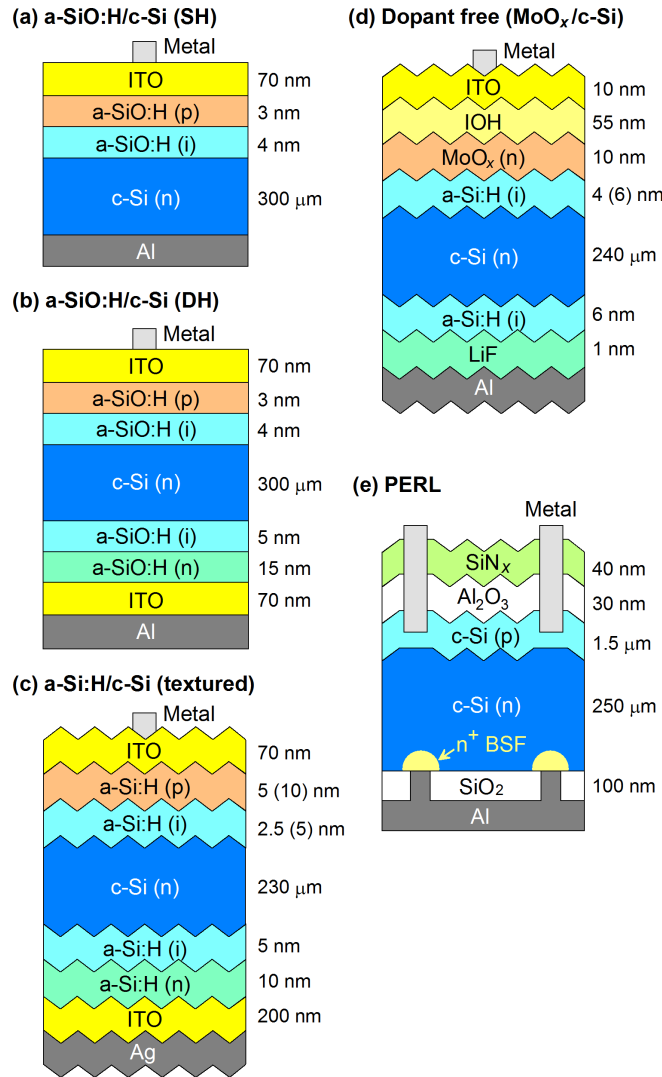 (a) a-SiO:H/c-Si (SH)
Metal
ITO 70 nm
a-SiO:H (p) 3 nm
a-SiO:H (i) 4 nm
c-Si (n) 300 μm
Al
(b) a-SiO:H/c-Si (DH)
Metal
ITO 70 nm
a-SiO:H (p) 3 nm
a-SiO:H (i) 4 nm
c-Si (n) 300 μm
a-SiO:H (i) 5 nm
a-SiO:H (n) 15 nm
ITO 70 nm
Al
(c) a-Si:H/c-Si (textured)
Metal
ITO 70 nm
a-Si:H (p) 5 (10) nm
a-Si:H (i) 2.5 (5) nm
c-Si (n) 230 μm
a-Si:H (i) 5 nm
a-Si:H (n) 10 nm
ITO 200 nm
Ag
(d) Dopant free (MoOₓ/c-Si)
Metal
ITO 10 nm
IOH 55 nm
MoOₓ (n) 10 nm
a-Si:H (i) 4 (6) nm
c-Si (n) 240 μm
a-Si:H (i) 6 nm
LiF 1 nm
Al
(e) PERL
Metal
SiNₓ 40 nm
Al₂O₃ 30 nm
c-Si (p) 1.5 μm
c-Si (n) 250 μm
n⁺ BSF
SiO₂ 100 nm
Al